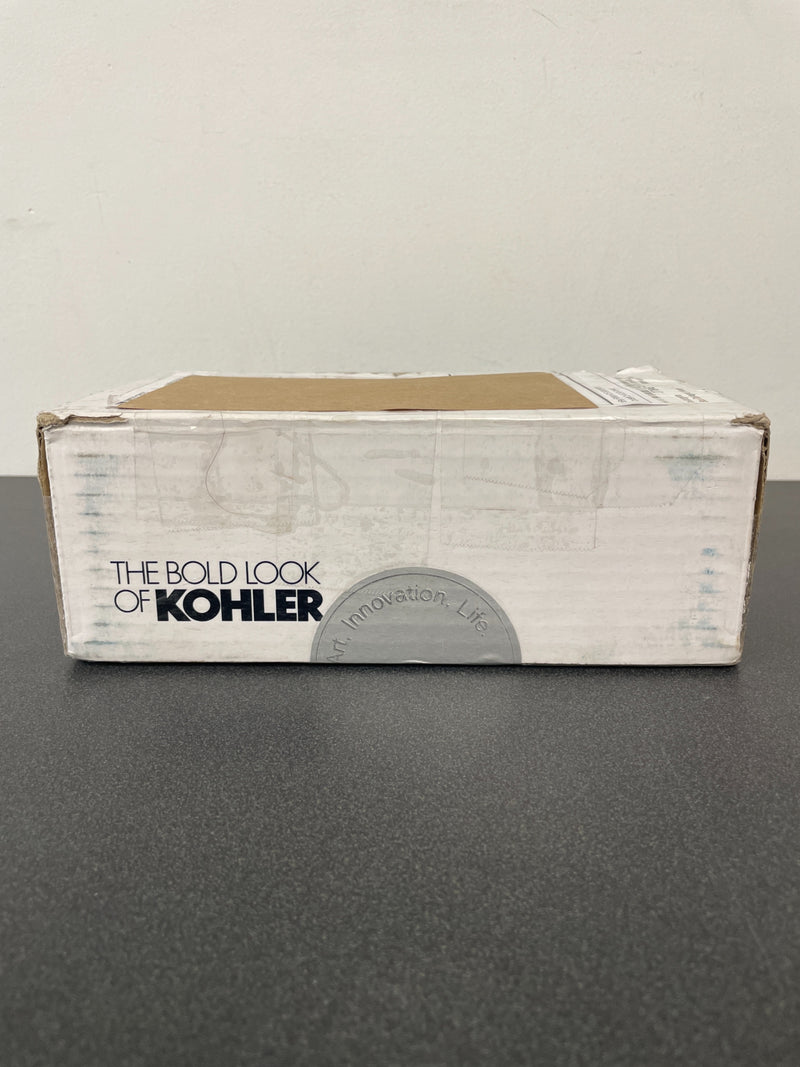 THE BOLD LOOK
OF KOHLER
Art. Innovation. Life.